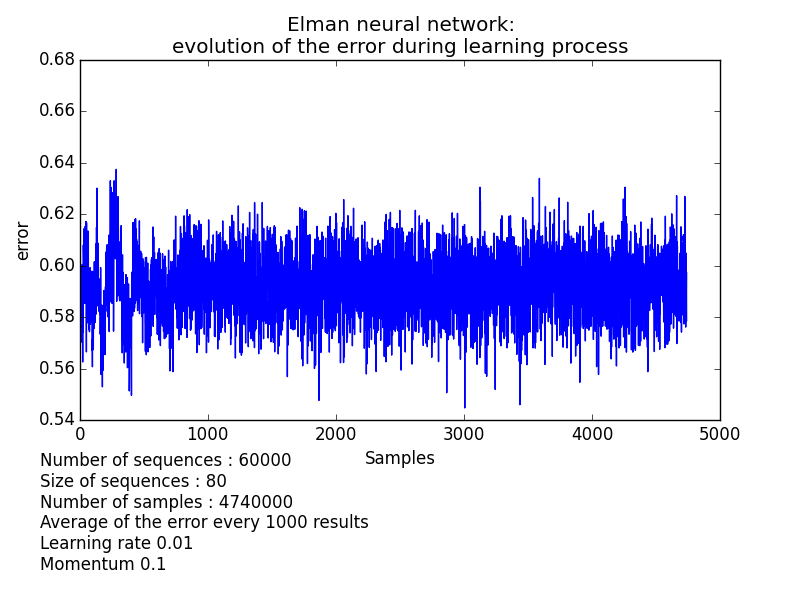 Elman neural network:
evolution of the error during learning process
0.68
0.66
0.64
0.62
0.60
0.58
0.56
0.54
error
0 1000 2000 3000 4000 5000
Samples
Number of sequences : 60000
Size of sequences : 80
Number of samples : 4740000
Average of the error every 1000 results
Learning rate 0.01
Momentum 0.1